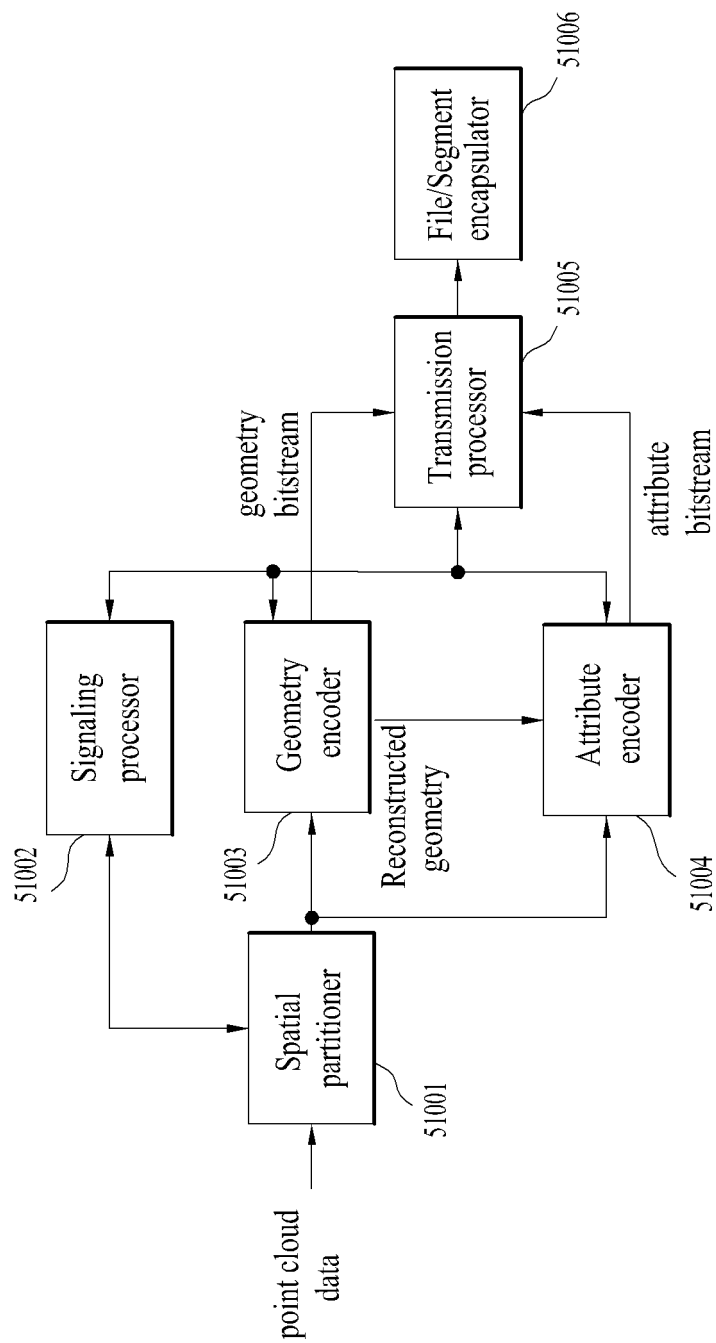 point cloud
data
Spatial
partitioner
51001
Signaling
processor
51002
Geometry
encoder
51003
Reconstructed
geometry
Attribute
encoder
51004
geometry
bitstream
attribute
bitstream
Transmission
processor
51005
File/Segment
encapsulator
51006